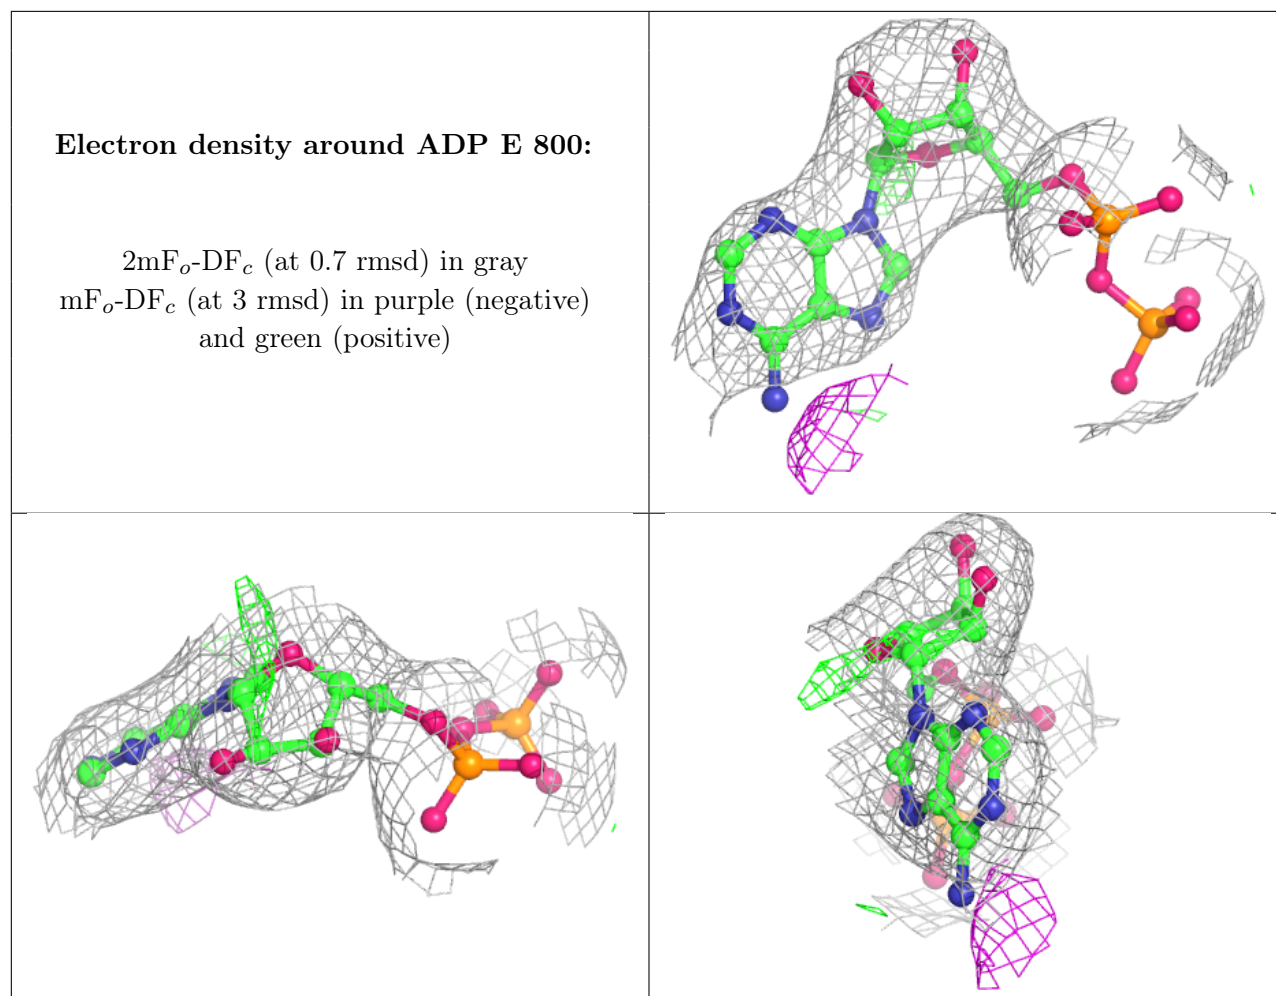 Electron density around ADP E 800:
2mFo-DFc (at 0.7 rmsd) in gray
mFo-DFc (at 3 rmsd) in purple (negative)
and green (positive)